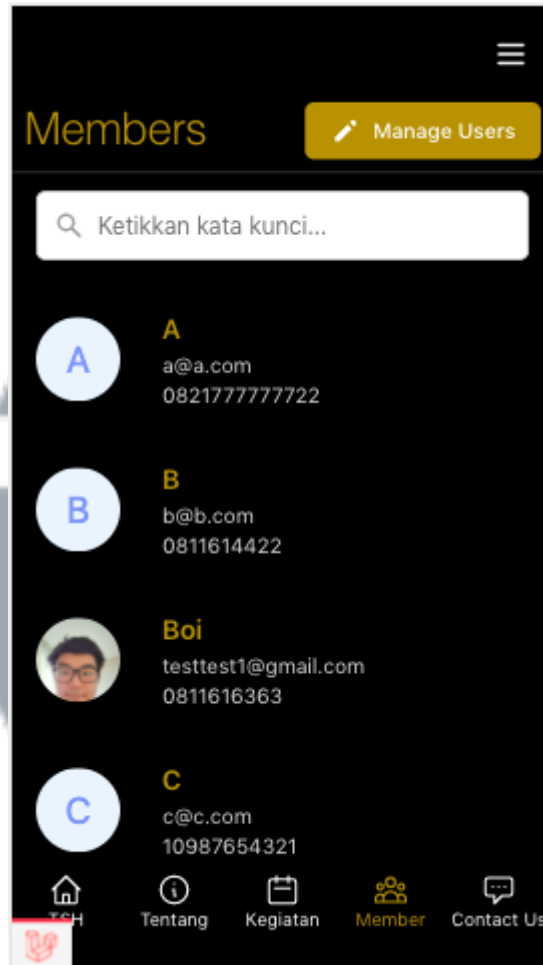 Members
Manage Users
Ketikkan kata kunci...
A
A
a@a.com
0821777777722
B
B
b@b.com
0811614422
Boi
testtest1@gmail.com
0811616363
C
C
c@c.com
10987654321
TSH Tentang Kegiatan Member Contact Us